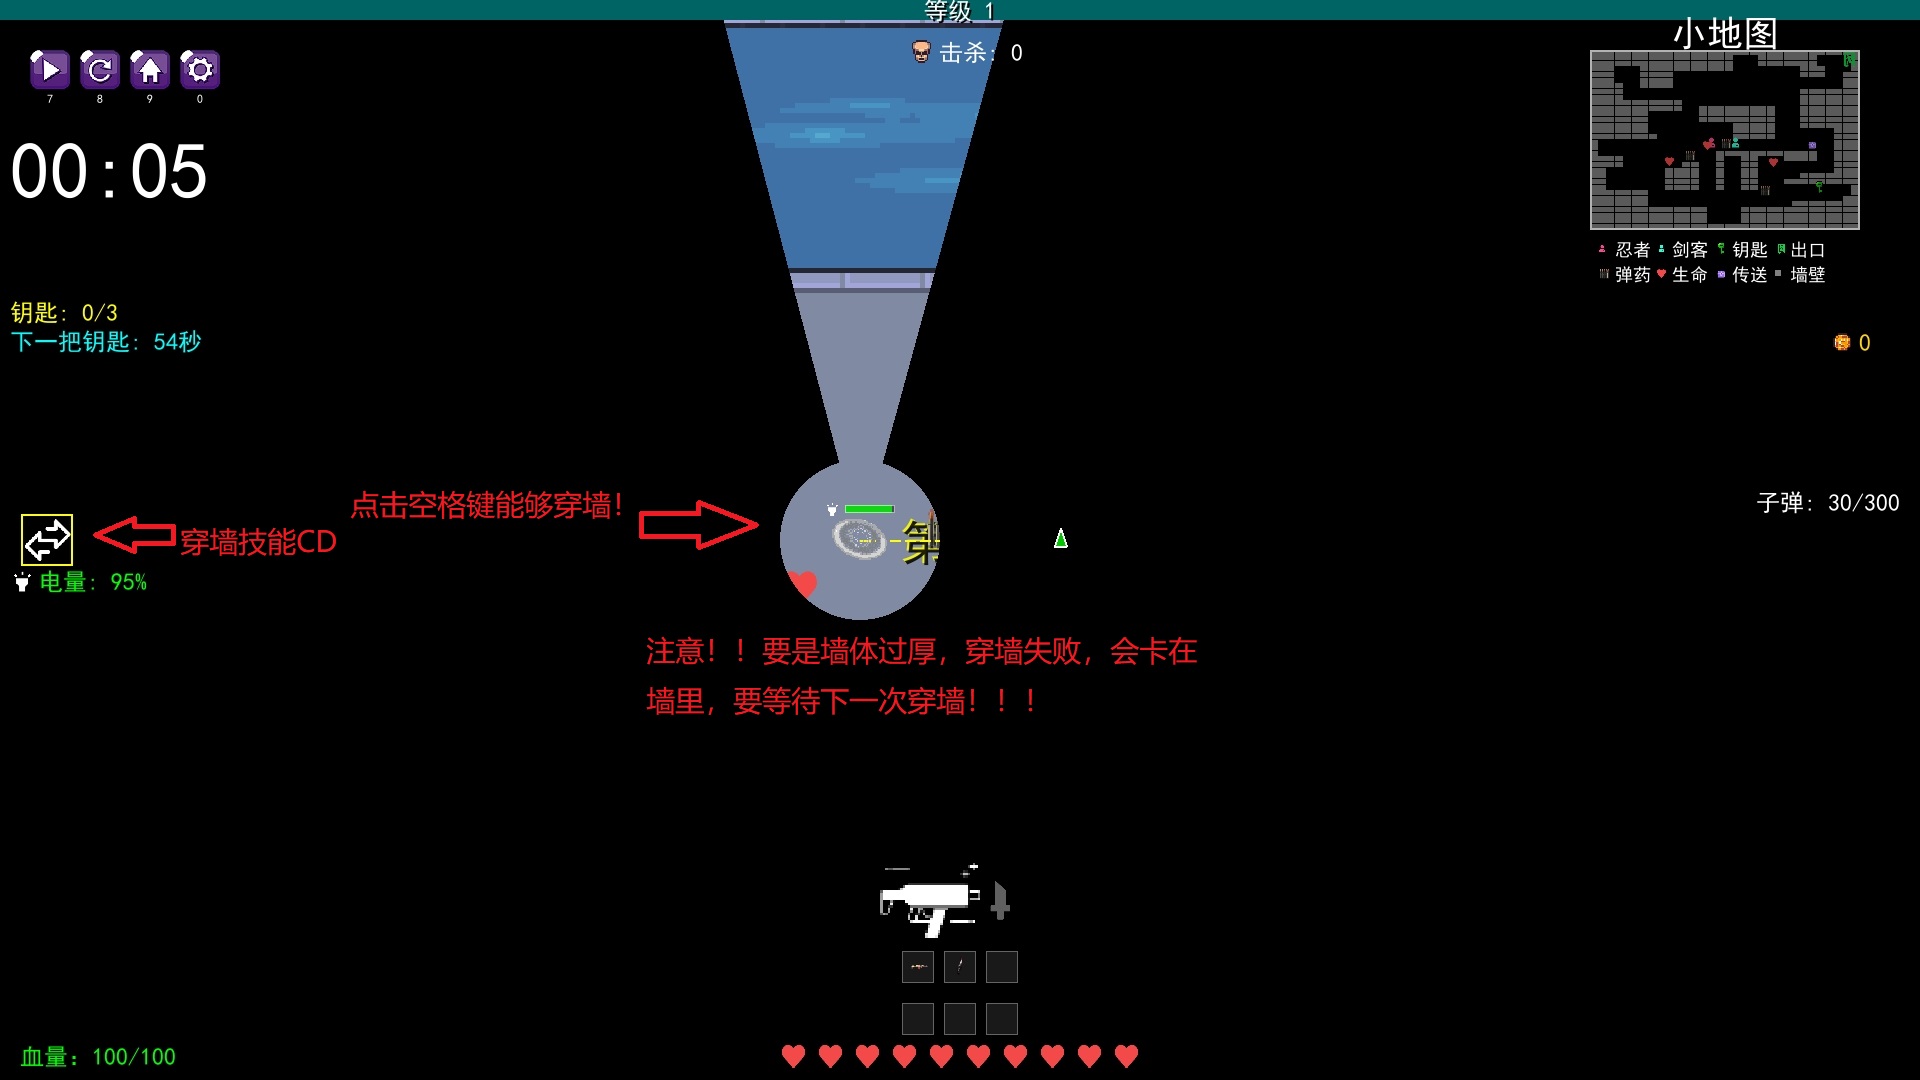 等级 1
击杀: 0
小地图
7 8 9 0
00:05
忍者 剑客 钥匙 出口
弹药 生命 传送 墙壁
钥匙: 0/3
下一把钥匙: 54秒
0
点击空格键能够穿墙！
子弹: 30/300
穿墙技能CD
第
电量: 95%
注意！！要是墙体过厚，穿墙失败，会卡在
墙里，要等待下一次穿墙！！！
血量: 100/100